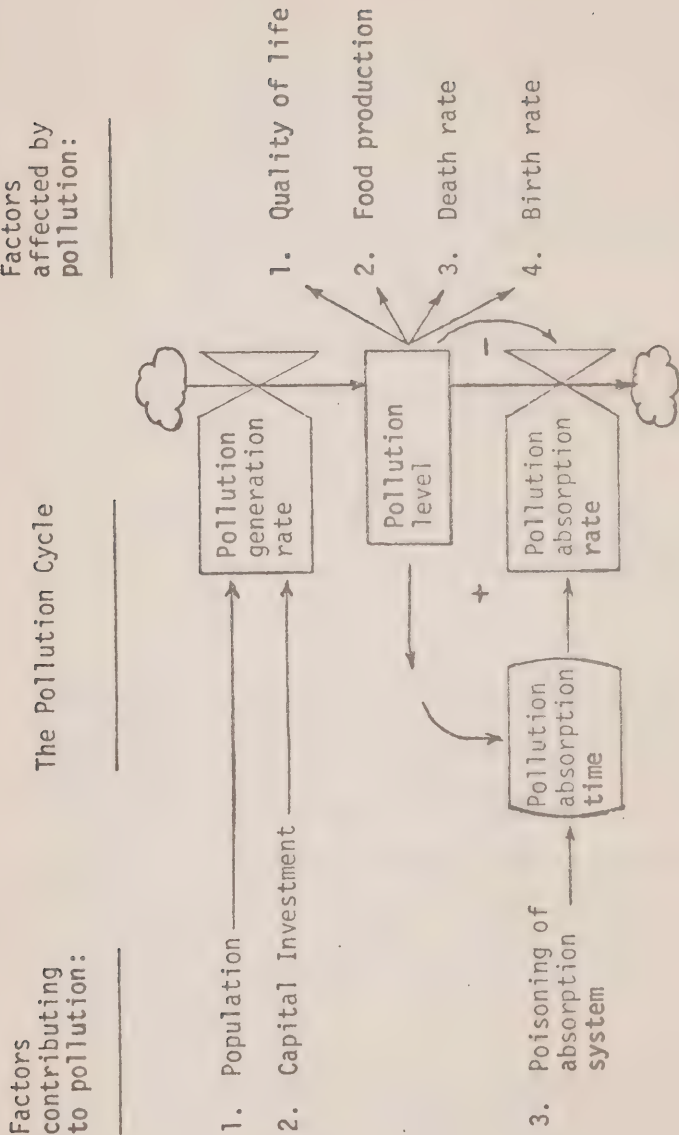 Factors
contributing
to pollution:
1. Population
2. Capital Investment
3. Poisoning of
absorption
system
The Pollution Cycle
Pollution
generation
rate
Pollution
level
+
-
Pollution
absorption
time
Pollution
absorption
rate
Factors
affected by
pollution:
1. Quality of life
2. Food production
3. Death rate
4. Birth rate